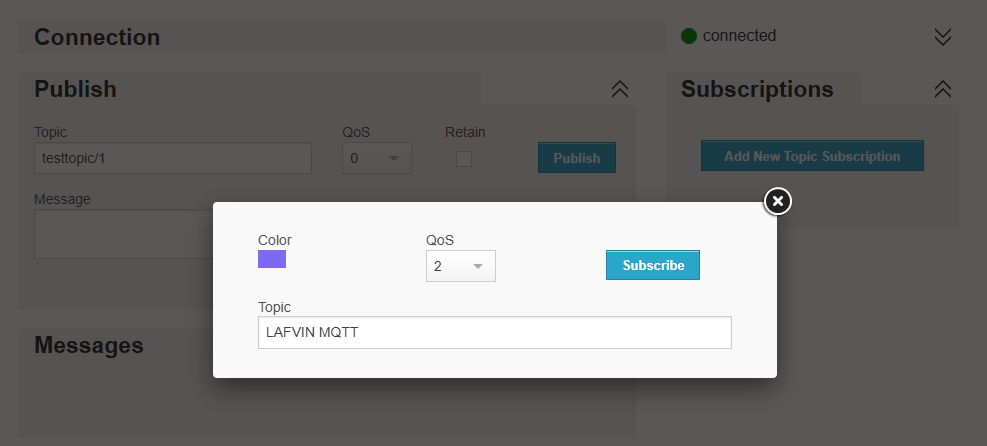 Connection
connected
Publish
Subscriptions
Topic
QoS
Retain
testtopic/1
0
Publish
Add New Topic Subscription
Message
Color
QoS
2
Subscribe
Topic
LAFVIN MQTT
Messages